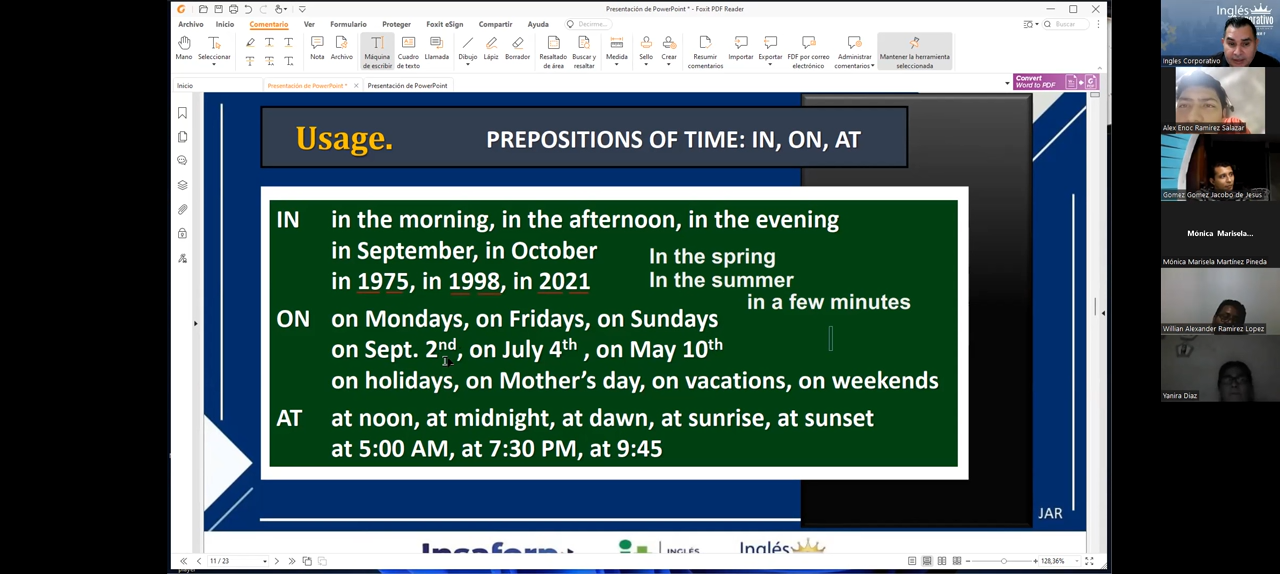 Presentación de PowerPoint * - Foxit PDF Reader
Archivo Inicio Comentario Ver Formulario Proteger Foxit eSign Compartir Ayuda Decirme... Buscar
Mano Seleccionar Nota Archivo Máquina de escribir Cuadro de texto Llamada Dibujo Lápiz Borrador Resaltado de área Buscar y resaltar Medida Sello Crear Resumir comentarios Importar Exportar PDF por correo electrónico Administrar comentarios Mantener la herramienta seleccionada
Inicio Presentación de PowerPoint * Presentación de PowerPoint
Convert Word to PDF
Usage. PREPOSITIONS OF TIME: IN, ON, AT
IN in the morning, in the afternoon, in the evening
in September, in October
In the spring
in 1975, in 1998, in 2021
In the summer
in a few minutes
ON on Mondays, on Fridays, on Sundays
on Sept. 2nd, on July 4th , on May 10th
on holidays, on Mother's day, on vacations, on weekends
AT at noon, at midnight, at dawn, at sunrise, at sunset
at 5:00 AM, at 7:30 PM, at 9:45
JAR
INGLÉS
Inglés
11 / 23
128,36%
Inglés
Ingles Corporativo
Alex Enoc Ramirez Salazar
Gomez Gomez Jacobo de Jesus
Mónica Marisela...
Mónica Marisela Martínez Pineda
Willian Alexander Ramirez Lopez
Yanira Diaz